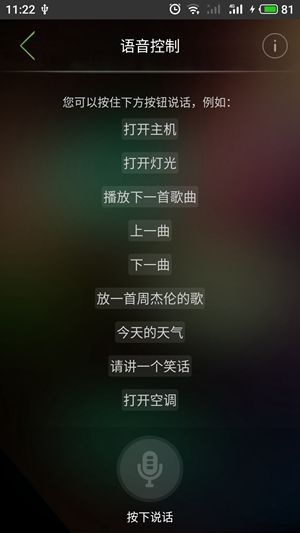 11:22 81
语音控制
您可以按住下方按钮说话，例如：
打开主机
打开灯光
播放下一首歌曲
上一曲
下一曲
放一首周杰伦的歌
今天的天气
请讲一个笑话
打开空调
按下说话